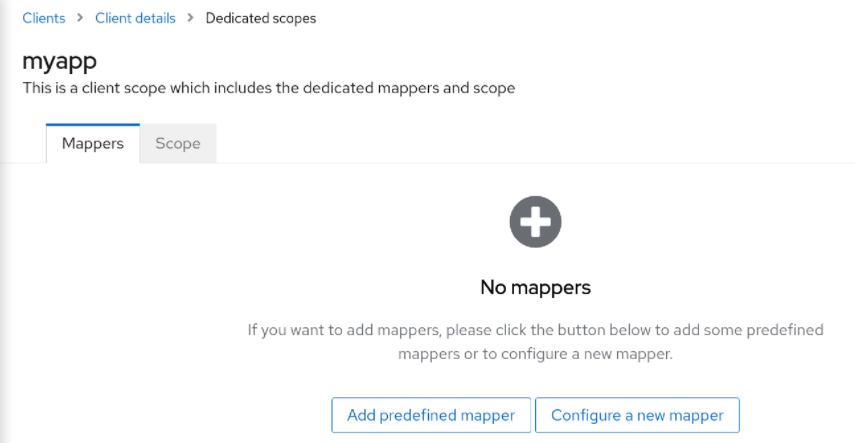 Clients > Client details > Dedicated scopes
myapp
This is a client scope which includes the dedicated mappers and scope
Mappers Scope
No mappers
If you want to add mappers, please click the button below to add some predefined
mappers or to configure a new mapper.
Add predefined mapper Configure a new mapper